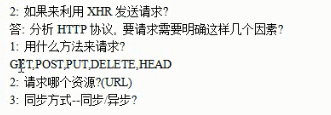 2: 如果来利用 XHR 发送请求?
答: 分析 HTTP 协议, 要请求需要明确这样几个因素?
1: 用什么方法来请求?
GET,POST,PUT,DELETE,HEAD
2: 请求哪个资源?(URL)
3: 同步方式--同步/异步?